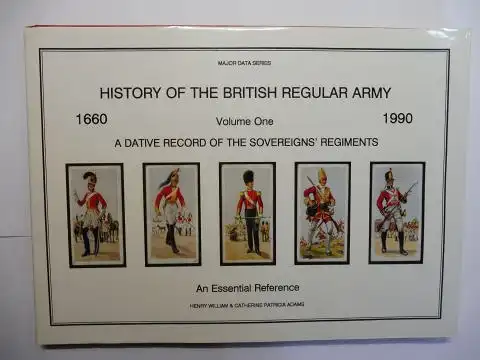 MAJOR DATA SERIES
HISTORY OF THE BRITISH REGULAR ARMY
1660 Volume One 1990
A DATIVE RECORD OF THE SOVEREIGNS' REGIMENTS
An Essential Reference
HENRY WILLIAM & CATHERINE PATRICIA ADAMS